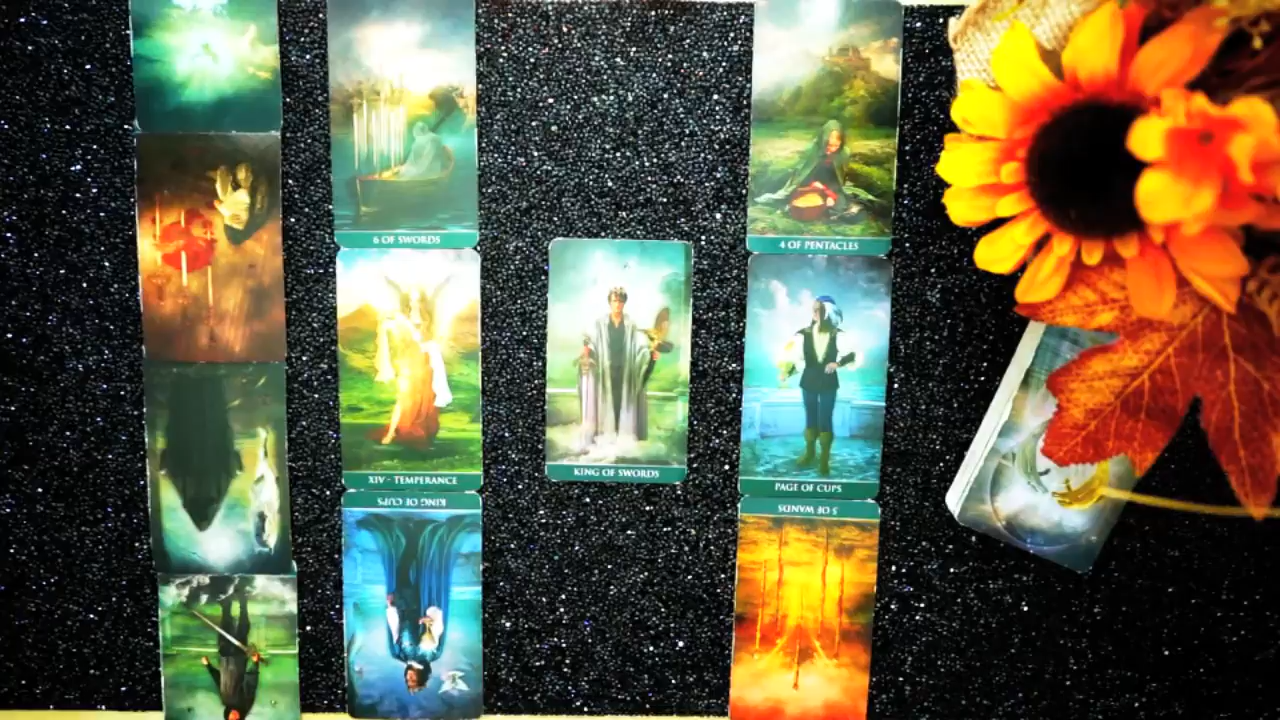 6 OF SWORDS
4 OF PENTACLES
XIV - TEMPERANCE
KING OF SWORDS
PAGE OF CUPS
KING OF CUPS
5 OF WANDS